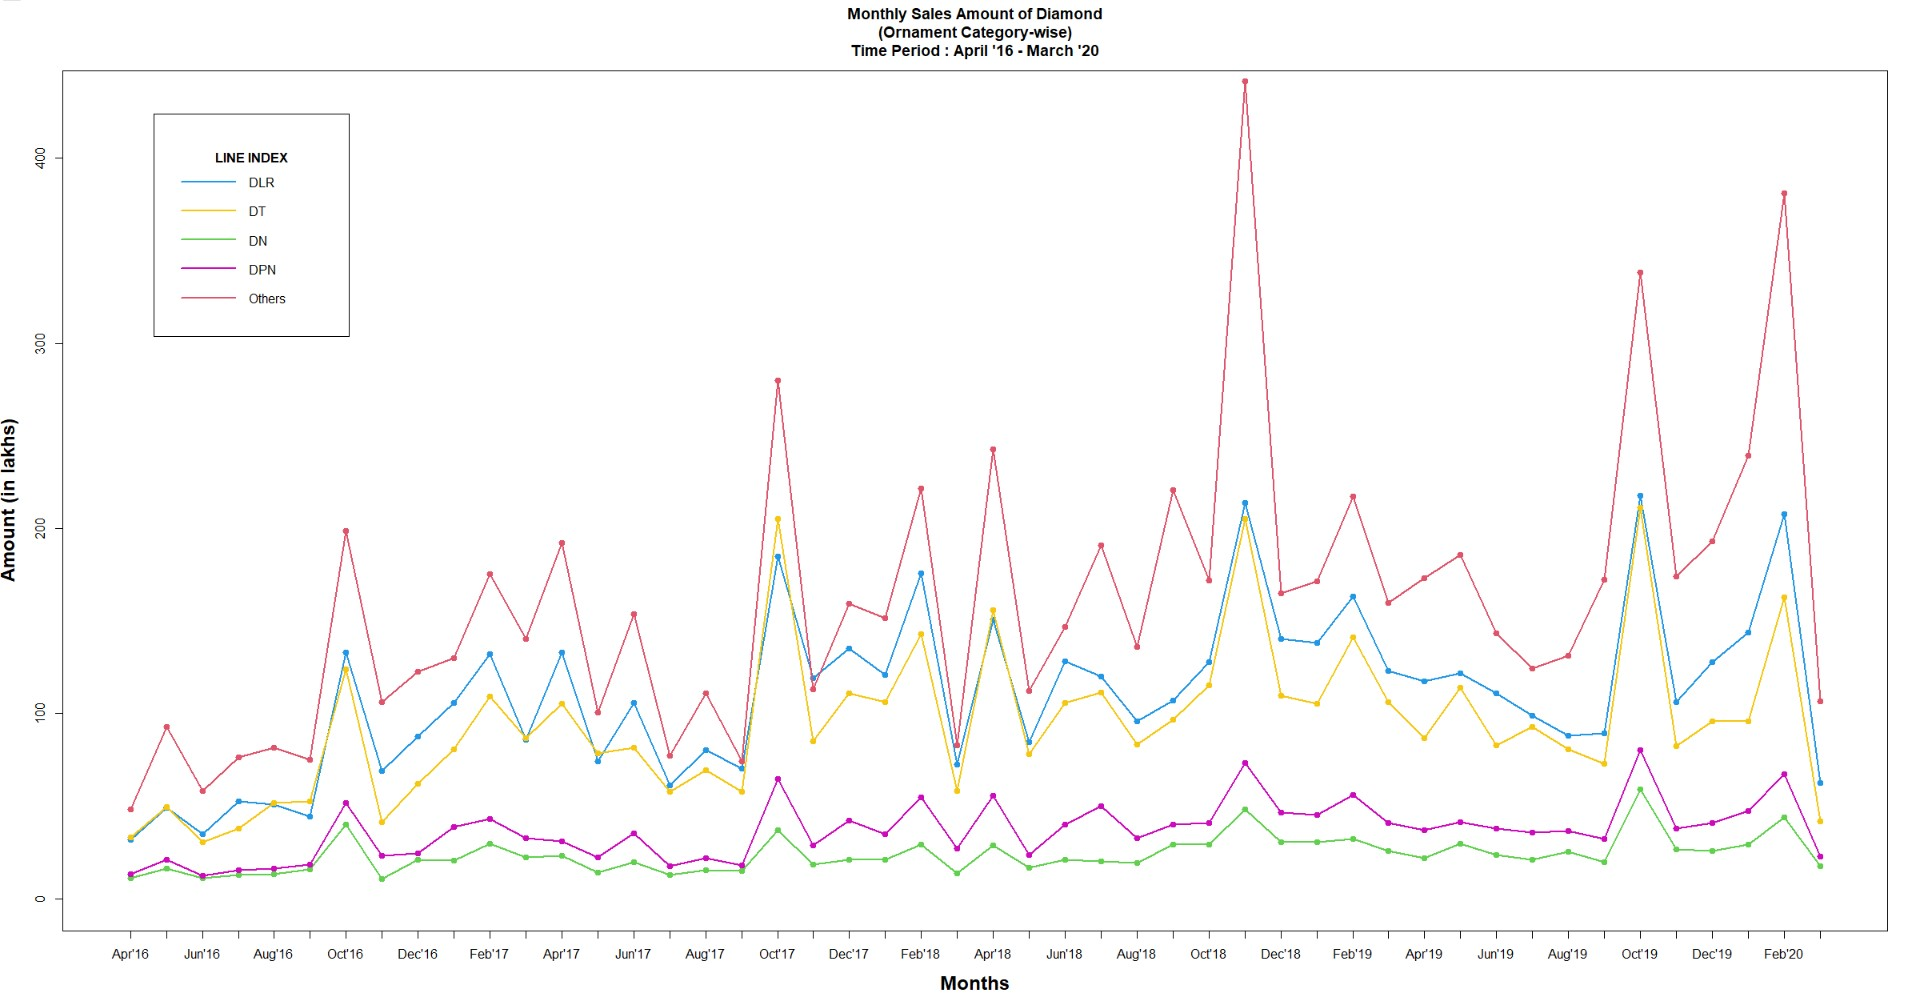 Monthly Sales Amount of Diamond
(Ornament Category-wise)
Time Period : April '16 - March '20
LINE INDEX
DLR
DT
DN
DPN
Others
Amount (in lakhs)
400
300
200
100
0
Apr'16 Jun'16 Aug'16 Oct'16 Dec'16 Feb'17 Apr'17 Jun'17 Aug'17 Oct'17 Dec'17 Feb'18 Apr'18 Jun'18 Aug'18 Oct'18 Dec'18 Feb'19 Apr'19 Jun'19 Aug'19 Oct'19 Dec'19 Feb'20
Months